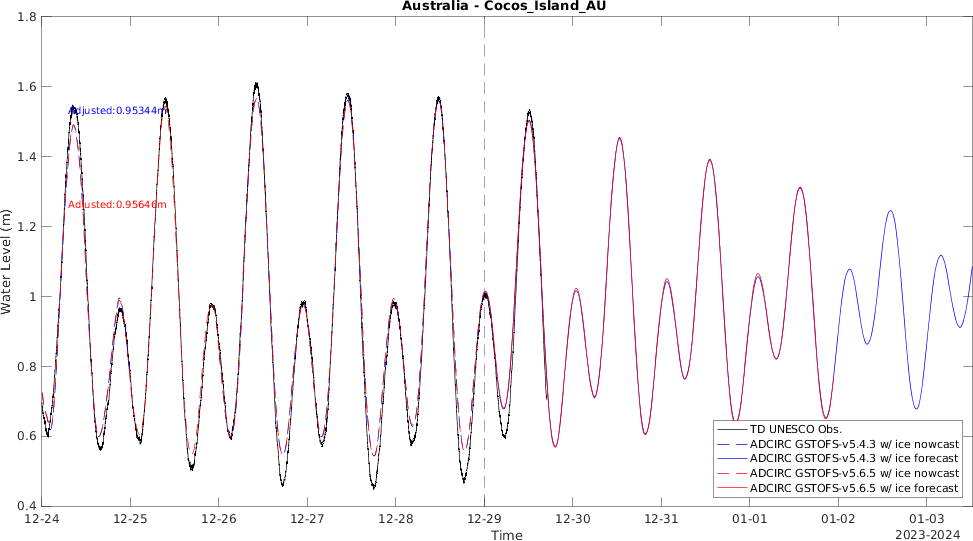 Australia - Cocos_Island_AU
1.8
1.6
1.4
1.2
1
0.8
0.6
0.4
Water Level (m)
Adjusted:0.95344m
Adjusted:0.95646m
TD UNESCO Obs.
ADCIRC GSTOFS-v5.4.3 w/ ice nowcast
ADCIRC GSTOFS-v5.4.3 w/ ice forecast
ADCIRC GSTOFS-v5.6.5 w/ ice nowcast
ADCIRC GSTOFS-v5.6.5 w/ ice forecast
12-24 12-25 12-26 12-27 12-28 12-29 12-30 12-31 01-01 01-02 01-03
Time
2023-2024